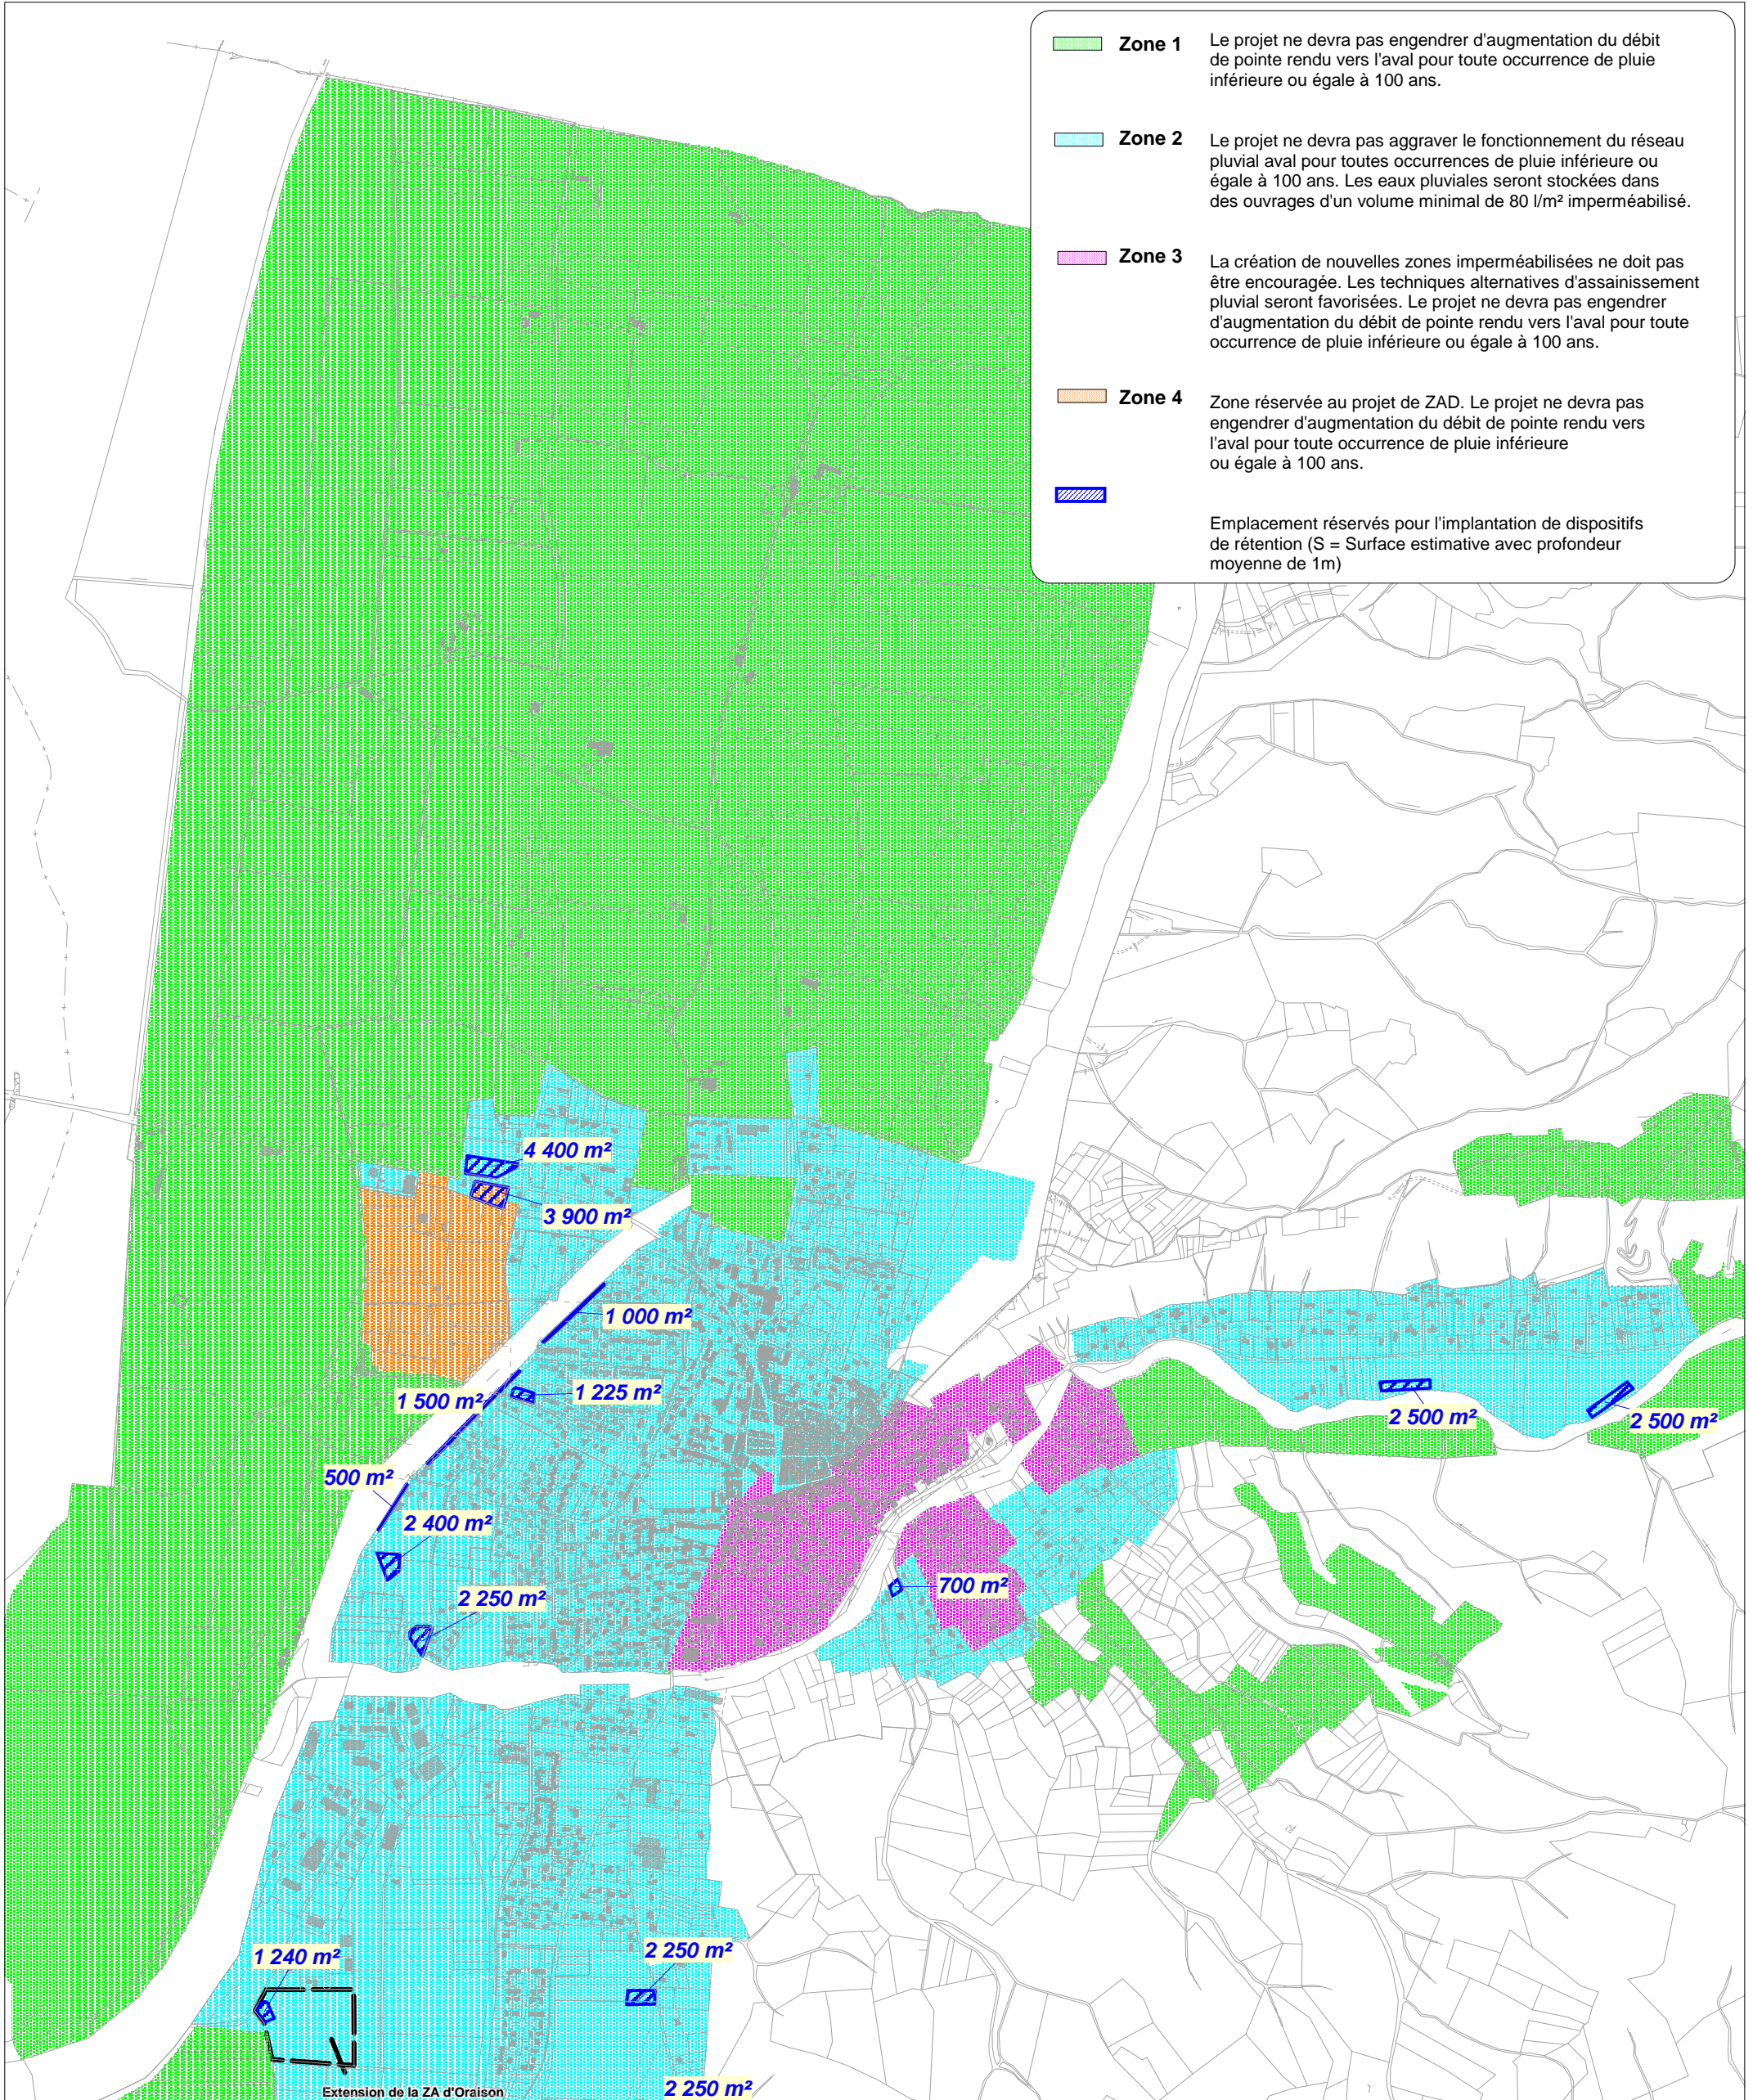 Zone 1
Le projet ne devra pas engendrer d'augmentation du débit
de pointe rendu vers l'aval pour toute occurrence de pluie
inférieure ou égale à 100 ans.
Zone 2
Le projet ne devra pas aggraver le fonctionnement du réseau
pluvial aval pour toutes occurrences de pluie inférieure ou
égale à 100 ans. Les eaux pluviales seront stockées dans
des ouvrages d'un volume minimal de 80 l/m² imperméabilisé.
Zone 3
La création de nouvelles zones imperméabilisées ne doit pas
être encouragée. Les techniques alternatives d'assainissement
pluvial seront favorisées. Le projet ne devra pas engendrer
d'augmentation du débit de pointe rendu vers l'aval pour toute
occurrence de pluie inférieure ou égale à 100 ans.
Zone 4
Zone réservée au projet de ZAD. Le projet ne devra pas
engendrer d'augmentation du débit de pointe rendu vers
l'aval pour toute occurrence de pluie inférieure
ou égale à 100 ans.
Emplacement réservés pour l'implantation de dispositifs
de rétention (S = Surface estimative avec profondeur
moyenne de 1m)
4 400 m²
3 900 m²
1 000 m²
1 225 m²
1 500 m²
2 500 m²
2 500 m²
500 m²
2 400 m²
700 m²
2 250 m²
2 250 m²
1 240 m²
2 250 m²
Extension de la ZA d'Oraison